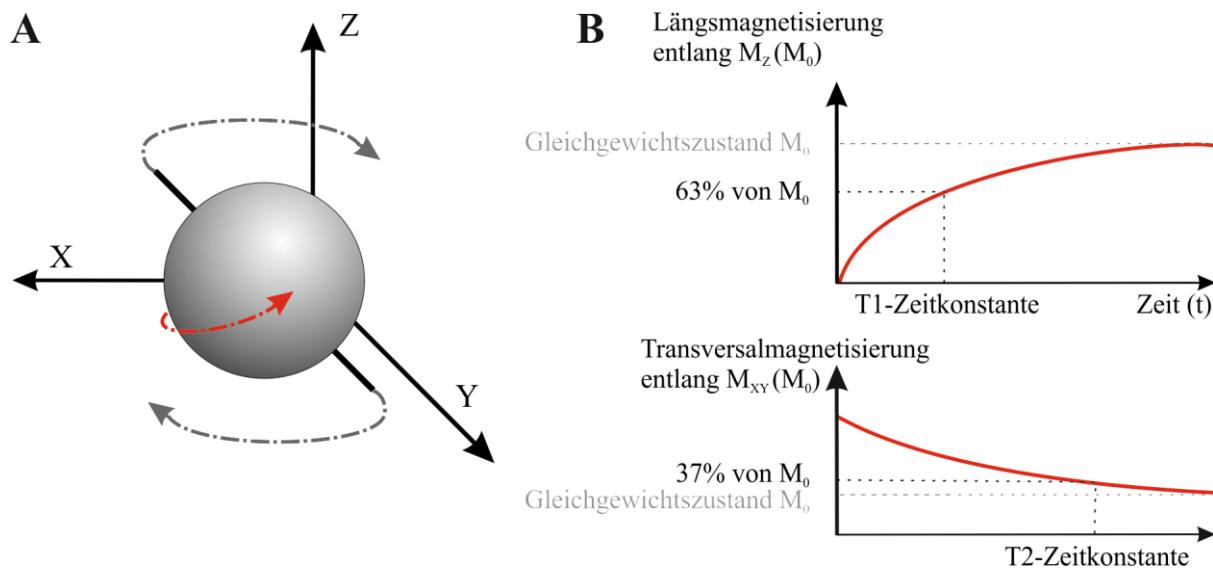 A
Z
X
Y
B
Längsmagnetisierung
entlang M_Z (M_0)
Gleichgewichtszustand M_0
63% von M_0
T1-Zeitkonstante
Zeit (t)
Transversalmagnetisierung
entlang M_XY (M_0)
37% von M_0
Gleichgewichtszustand M_0
T2-Zeitkonstante